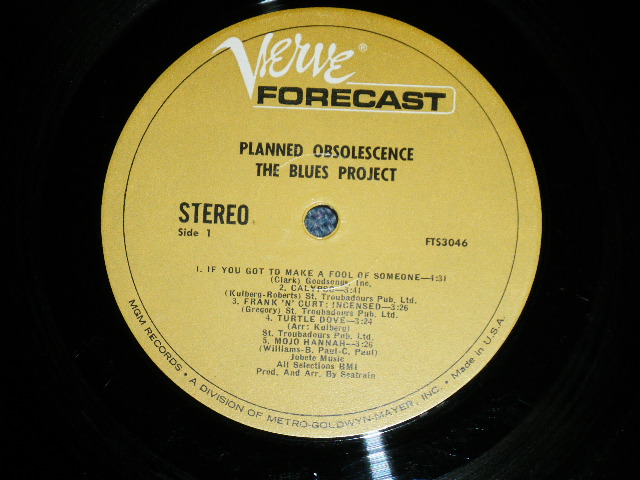 Verve®
FORECAST
PLANNED OBSOLESCENCE
THE BLUES PROJECT
STEREO
Side 1
FTS3046
1. IF YOU GOT TO MAKE A FOOL OF SOMEONE—4:31
(Clark) Goodsongs, Inc.
2. CALYPSO—3:41
(Kulberg-Roberts) St. Troubadours Pub, Ltd.
3. FRANK 'N' CURT: INCENSED—3:26
(Gregory) St. Troubadours Pub, Ltd.
4. TURTLE DOVE—3:24
(Arr: Kulberg)
St. Troubadours Pub, Ltd.
5. MOJO HANNAH—3:26
(Williams-B. Paul-C. Paul)
Jobete Music
All Selections BMI
Prod. And Arr. By Seatrain
MGM RECORDS • A DIVISION OF METRO-GOLDWYN-MAYER, INC. • Made in U.S.A.